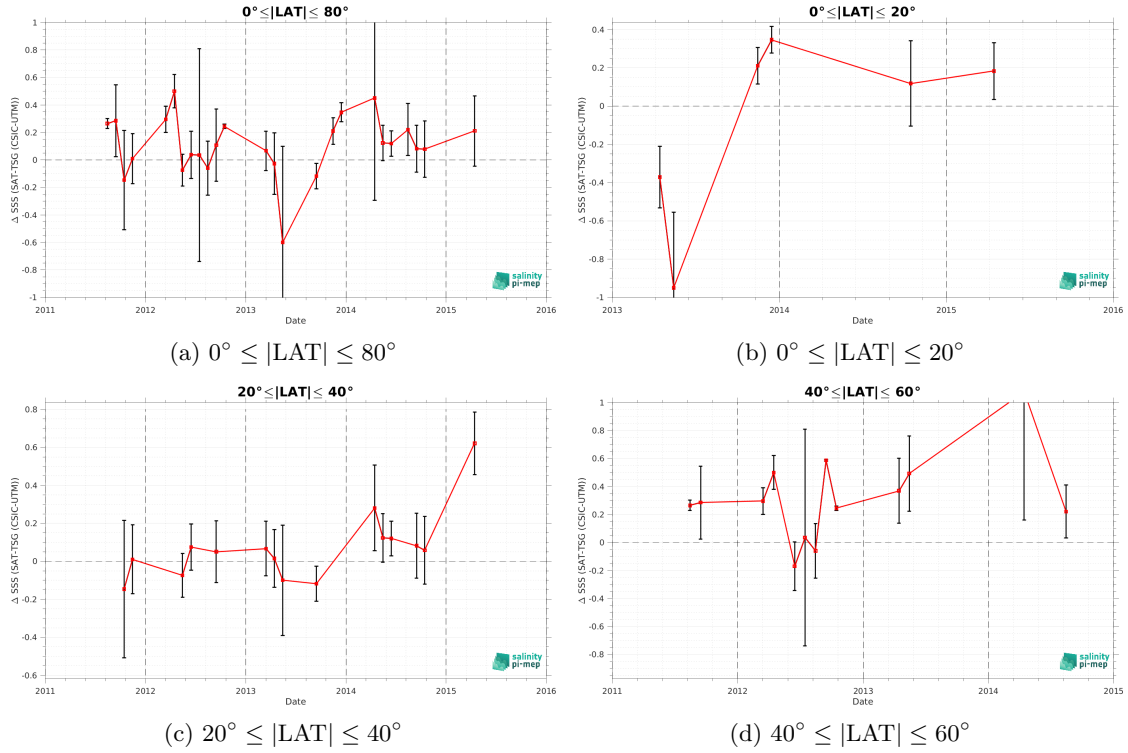 0°≤|LAT|≤ 80°
Δ SSS (SAT-TSG (CSIC-UTM))
1
0.8
0.6
0.4
0.2
0
-0.2
-0.4
-0.6
-0.8
-1
2011 2012 2013 2014 2015 2016
Date
salinity
pi-mep
(a) 0° ≤ |LAT| ≤ 80°
0°≤|LAT|≤ 20°
Δ SSS (SAT-TSG (CSIC-UTM))
0.4
0.2
0
-0.2
-0.4
-0.6
-0.8
-1
2013 2014 2015 2016
Date
salinity
pi-mep
(b) 0° ≤ |LAT| ≤ 20°
20°≤|LAT|≤ 40°
Δ SSS (SAT-TSG (CSIC-UTM))
0.8
0.6
0.4
0.2
0
-0.2
-0.4
-0.6
2011 2012 2013 2014 2015 2016
Date
salinity
pi-mep
(c) 20° ≤ |LAT| ≤ 40°
40°≤|LAT|≤ 60°
Δ SSS (SAT-TSG (CSIC-UTM))
1
0.8
0.6
0.4
0.2
0
-0.2
-0.4
-0.6
-0.8
2011 2012 2013 2014 2015
Date
salinity
pi-mep
(d) 40° ≤ |LAT| ≤ 60°